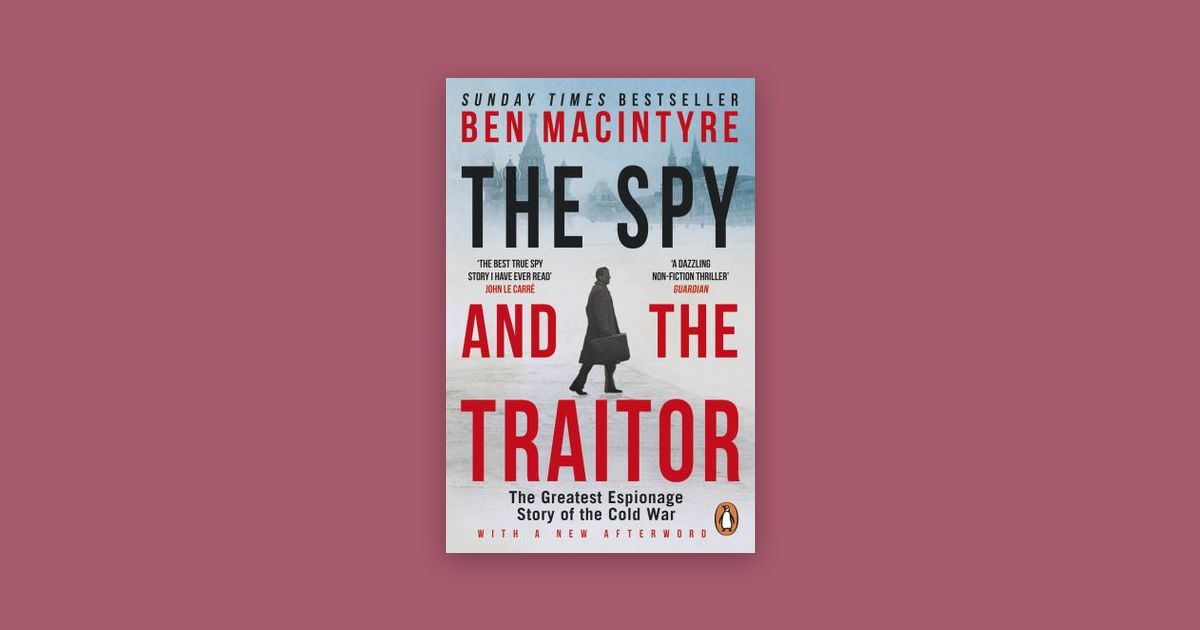 SUNDAY TIMES BESTSELLER
BEN MACINTYRE
THE SPY
‘THE BEST TRUE SPY
STORY I HAVE EVER READ’
JOHN LE CARRÉ
‘A DAZZLING
NON-FICTION THRILLER’
GUARDIAN
AND THE
TRAITOR
The Greatest Espionage
Story of the Cold War
WITH A NEW AFTERWORD